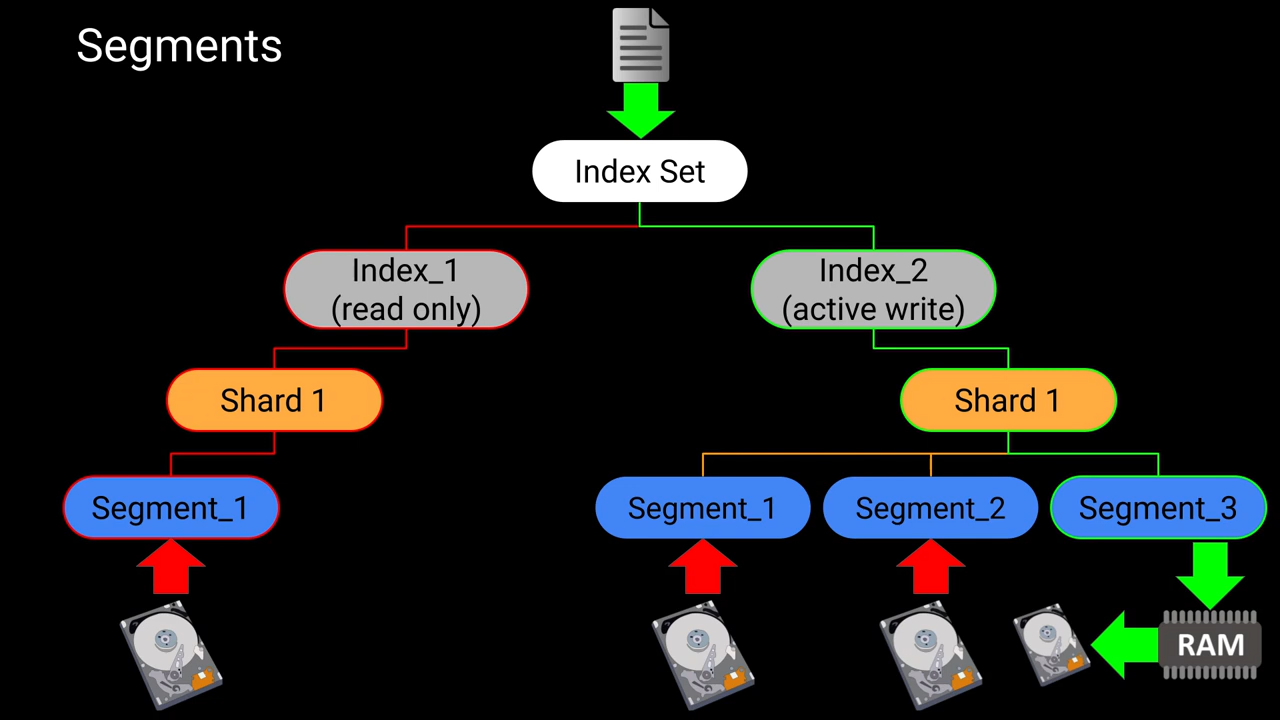 Segments
Index Set
Index_1
(read only)
Index_2
(active write)
Shard 1
Shard 1
Segment_1
Segment_1
Segment_2
Segment_3
RAM